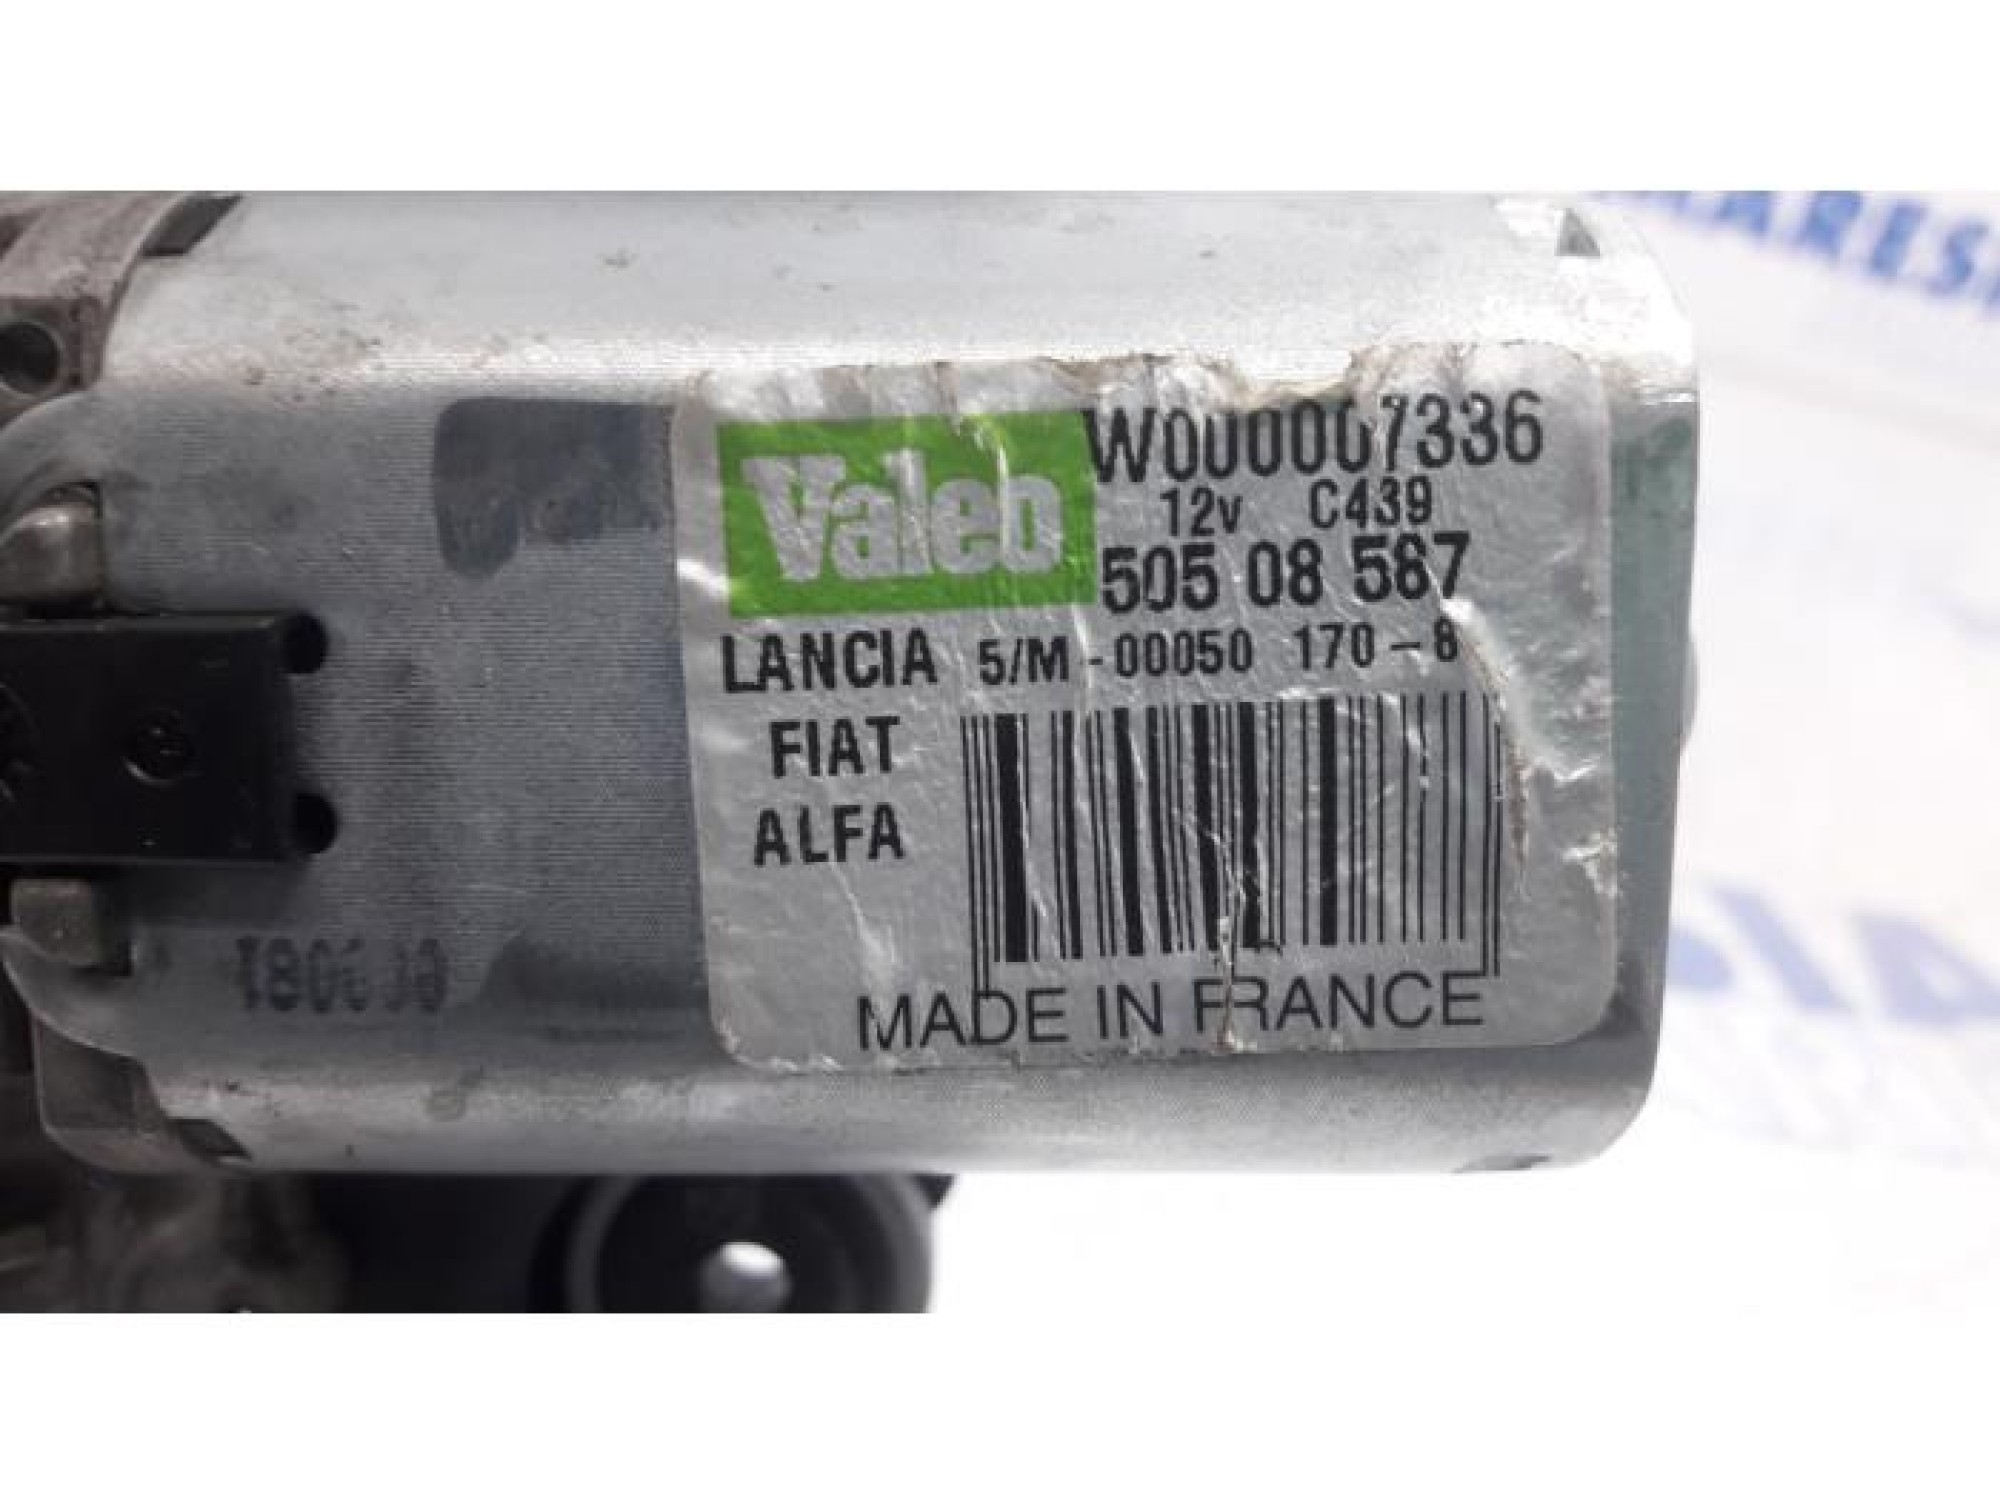 Valeo W000007336
12v C439
505 08 587
LANCIA 5/M-00050 170-8
FIAT
ALFA
MADE IN FRANCE